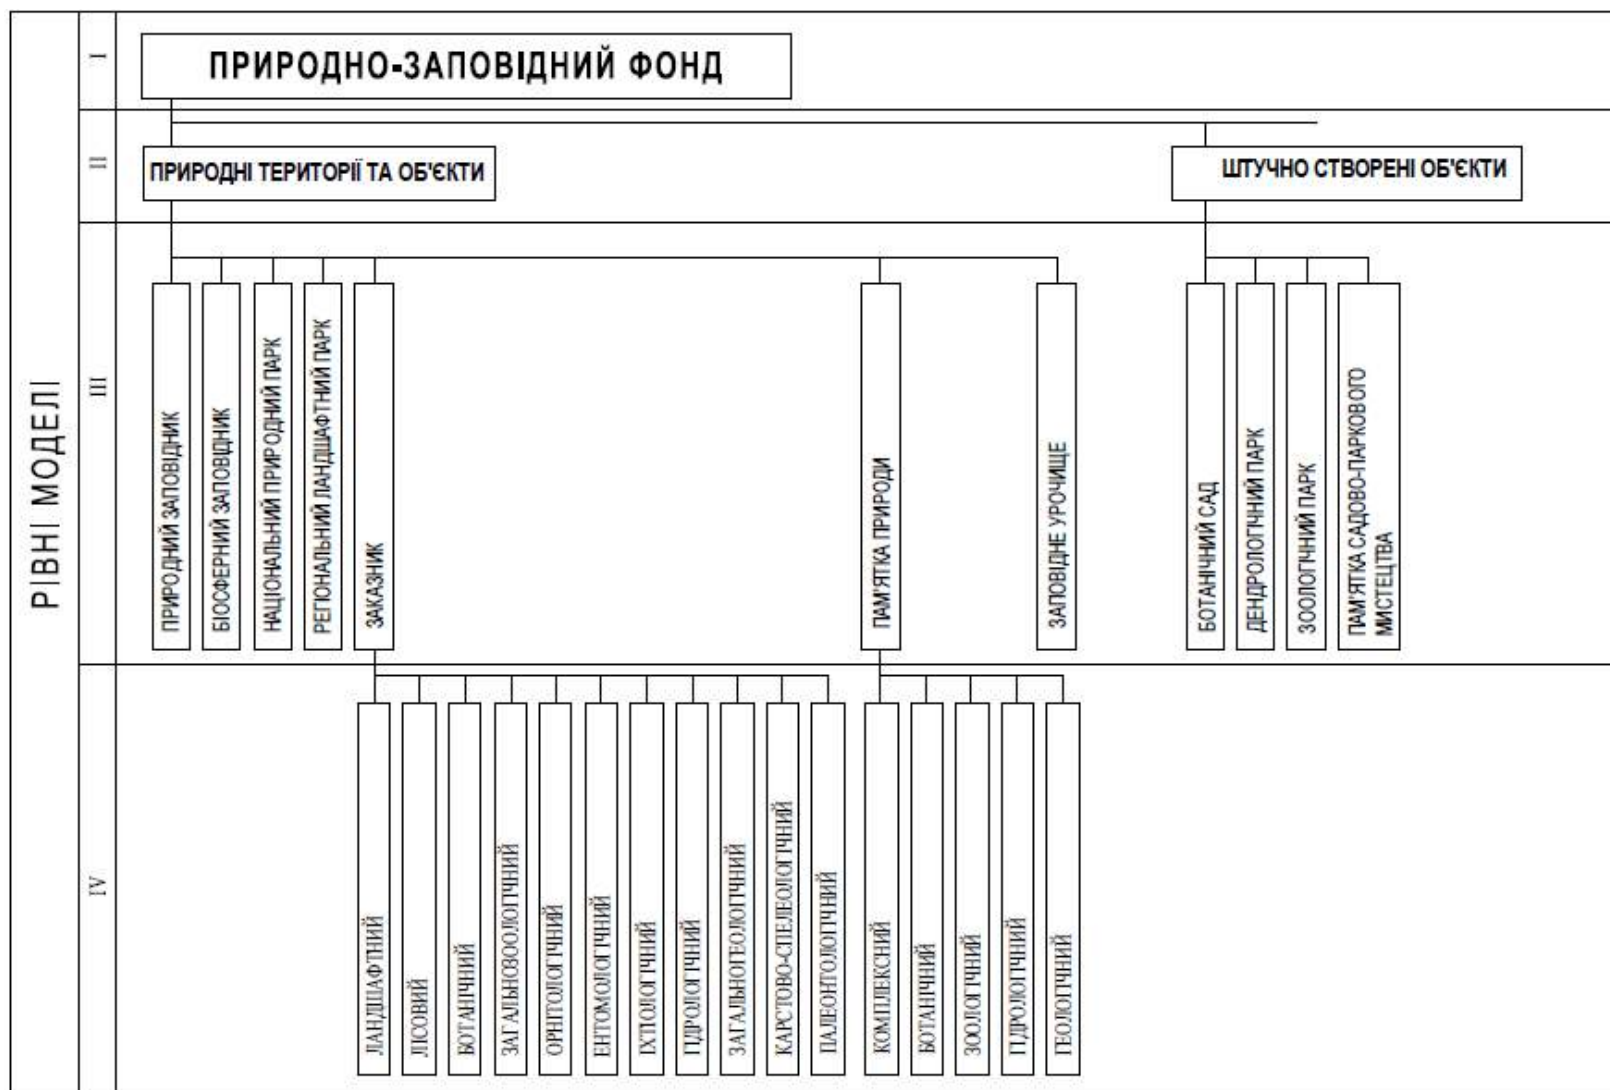 РІВНІ МОДЕЛІ
I
ПРИРОДНО-ЗАПОВІДНИЙ ФОНД
II
ПРИРОДНІ ТЕРИТОРІЇ ТА ОБ'ЄКТИ
ШТУЧНО СТВОРЕНІ ОБ'ЄКТИ
III
ПРИРОДНИЙ ЗАПОВІДНИК
БІОСФЕРНИЙ ЗАПОВІДНИК
НАЦІОНАЛЬНИЙ ПРИРОДНИЙ ПАРК
РЕГІОНАЛЬНИЙ ЛАНДШАФТНИЙ ПАРК
ЗАКАЗНИК
ПАМ'ЯТКА ПРИРОДИ
ЗАПОВІДНЕ УРОЧИЩЕ
БОТАНІЧНИЙ САД
ДЕНДРОЛОГІЧНИЙ ПАРК
ЗООЛОГІЧНИЙ ПАРК
ПАМ'ЯТКА САДОВО-ПАРКОВОГО
МИСТЕЦТВА
IV
ЛАНДШАФТНИЙ
ЛІСОВИЙ
БОТАНІЧНИЙ
ЗАГАЛЬНОЗООЛОГІЧНИЙ
ОРНІТОЛОГІЧНИЙ
ЕНТОМОЛОГІЧНИЙ
ІХТІОЛОГІЧНИЙ
ГІДРОЛОГІЧНИЙ
ЗАГАЛЬНОГЕОЛОГІЧНИЙ
КАРСТОВО-СПЕЛЕОЛОГІЧНИЙ
ПАЛЕОНТОЛОГІЧНИЙ
КОМПЛЕКСНИЙ
БОТАНІЧНИЙ
ЗООЛОГІЧНИЙ
ГІДРОЛОГІЧНИЙ
ГЕОЛОГІЧНИЙ